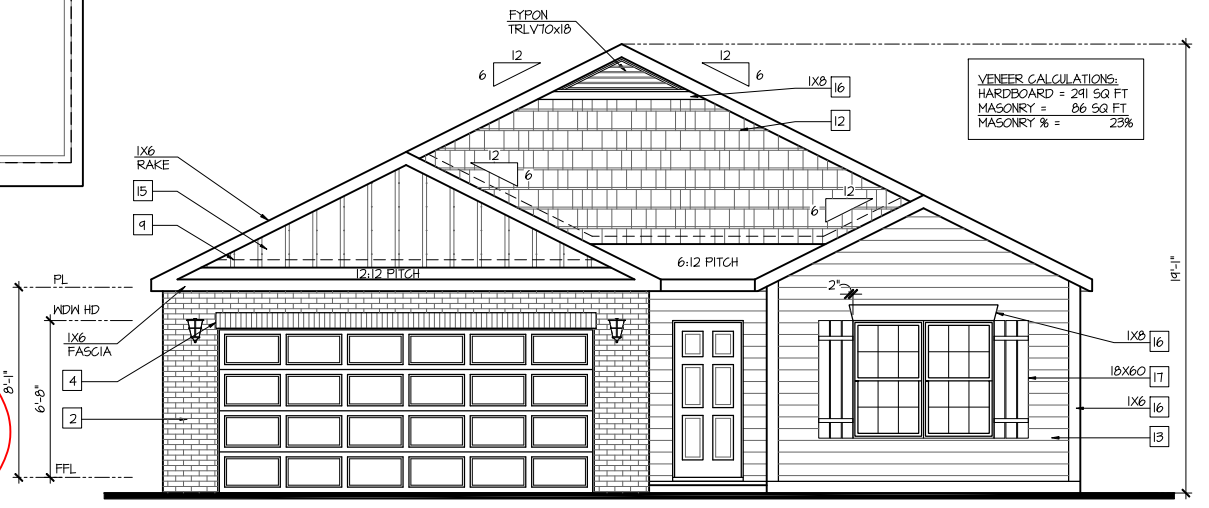 FYPON
TRLV70x18
12
6
12
6
1X8 16
12
VENEER CALCULATIONS:
HARDBOARD = 291 SQ FT
MASONRY = 86 SQ FT
MASONRY % = 23%
1X6
RAKE
15
9
12
6
12
6
12:12 PITCH
6:12 PITCH
19'-1"
PL
WDW HD
2"
1X6
FASCIA
4
2
8'-1"
6'-8"
FFL
1X8 16
18X60 17
1X6 16
13